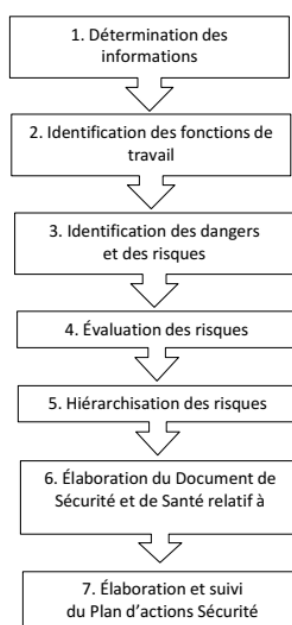 1. Détermination des
informations
2. Identification des fonctions de
travail
3. Identification des dangers
et des risques
4. Évaluation des risques
5. Hiérarchisation des risques
6. Élaboration du Document de
Sécurité et de Santé relatif à
7. Élaboration et suivi
du Plan d’actions Sécurité